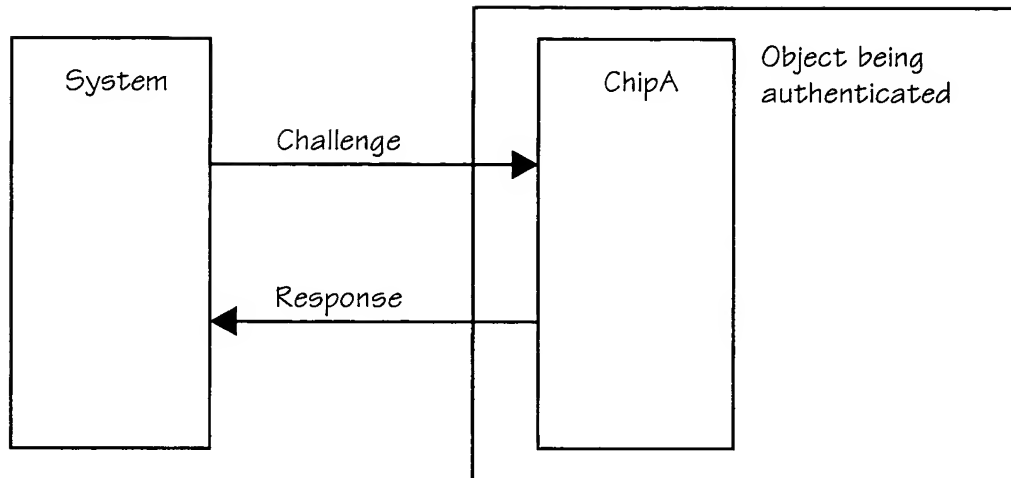 System
ChipA
Object being
authenticated
Challenge
Response